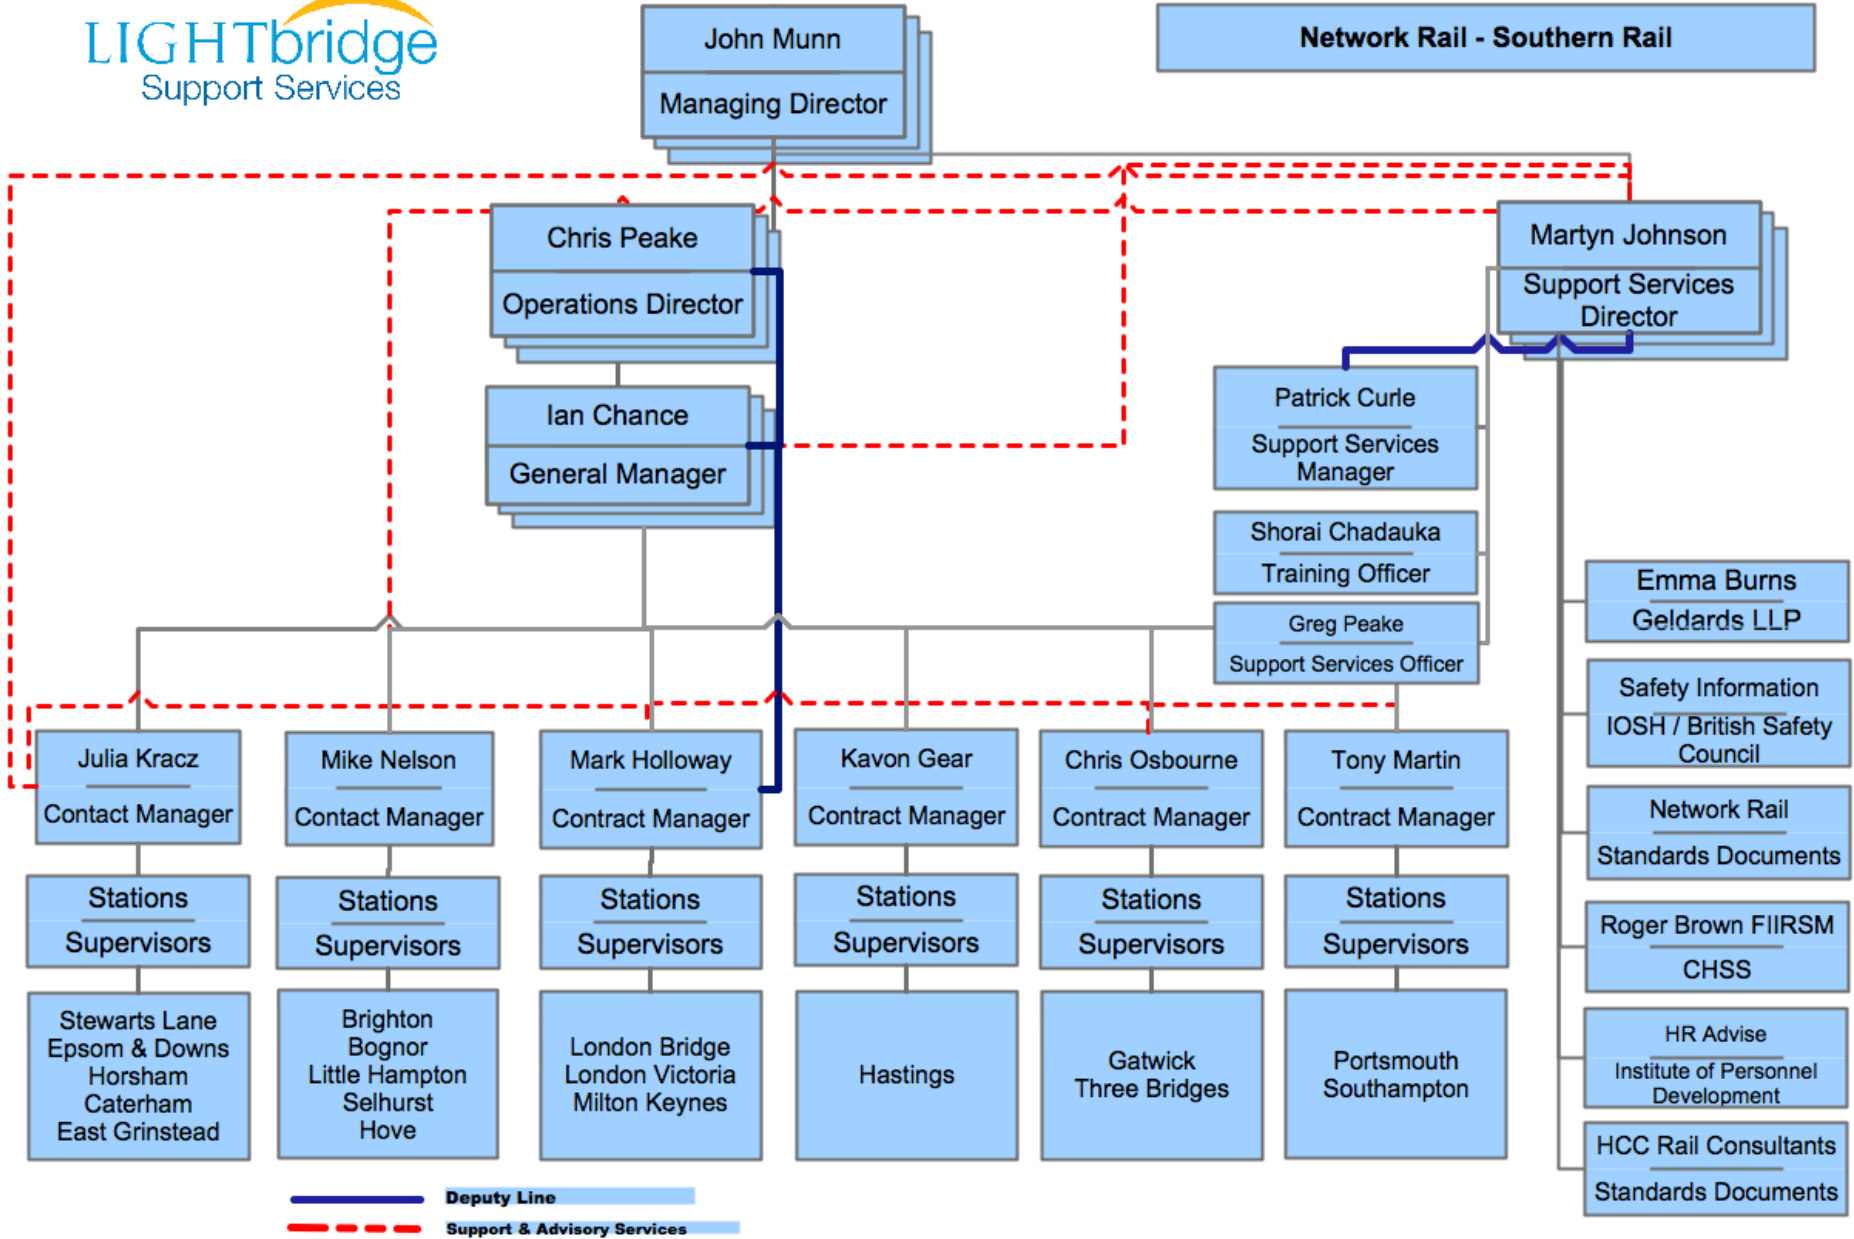 LIGHTbridge
Support Services
John Munn
Managing Director
Network Rail - Southern Rail
Chris Peake
Operations Director
Martyn Johnson
Support Services
Director
Ian Chance
General Manager
Patrick Curle
Support Services
Manager
Shorai Chadauka
Training Officer
Greg Peake
Support Services Officer
Emma Burns
Geldards LLP
Safety Information
IOSH / British Safety
Council
Network Rail
Standards Documents
Roger Brown FIIRSM
CHSS
HR Advise
Institute of Personnel
Development
HCC Rail Consultants
Standards Documents
Julia Kracz
Contact Manager
Mike Nelson
Contact Manager
Mark Holloway
Contract Manager
Kavon Gear
Contract Manager
Chris Osbourne
Contract Manager
Tony Martin
Contract Manager
Stations
Supervisors
Stations
Supervisors
Stations
Supervisors
Stations
Supervisors
Stations
Supervisors
Stations
Supervisors
Stewarts Lane
Epsom & Downs
Horsham
Caterham
East Grinstead
Brighton
Bognor
Little Hampton
Selhurst
Hove
London Bridge
London Victoria
Milton Keynes
Hastings
Gatwick
Three Bridges
Portsmouth
Southampton
Deputy Line
Support & Advisory Services